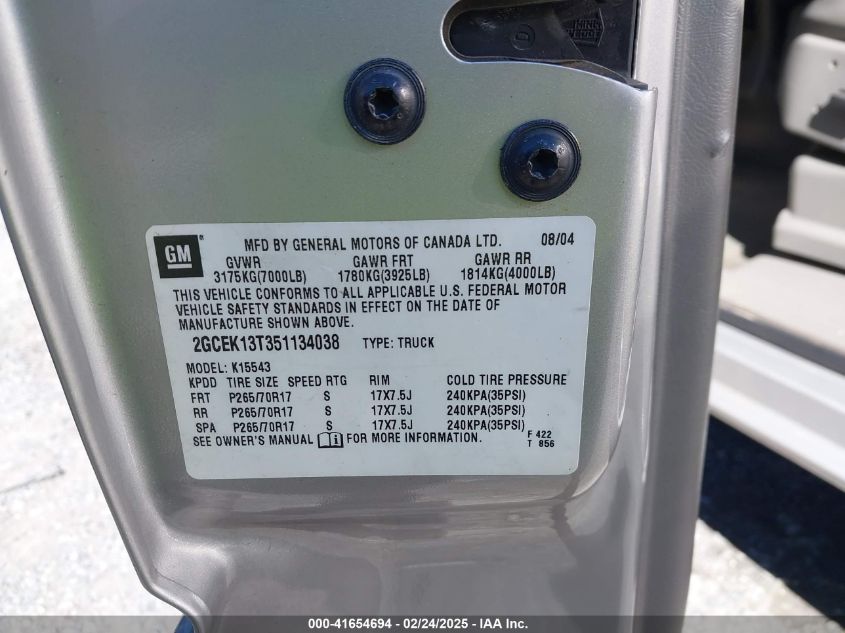 D
GM
MFD BY GENERAL MOTORS OF CANADA LTD. 08/04
GVWR GAWR FRT GAWR RR
3175KG(7000LB) 1780KG(3925LB) 1814KG(4000LB)
THIS VEHICLE CONFORMS TO ALL APPLICABLE U.S. FEDERAL MOTOR
VEHICLE SAFETY STANDARDS IN EFFECT ON THE DATE OF
MANUFACTURE SHOWN ABOVE.
2GCEK13T351134038 TYPE: TRUCK
MODEL: K15543
KPDD TIRE SIZE SPEED RTG RIM COLD TIRE PRESSURE
FRT P265/70R17 S 17X7.5J 240KPA(35PSI)
RR P265/70R17 S 17X7.5J 240KPA(35PSI)
SPA P265/70R17 S 17X7.5J 240KPA(35PSI)
SEE OWNER'S MANUAL FOR MORE INFORMATION.
F 422
T 856
000-41654694 / 02/24/2025 - IAA Inc.